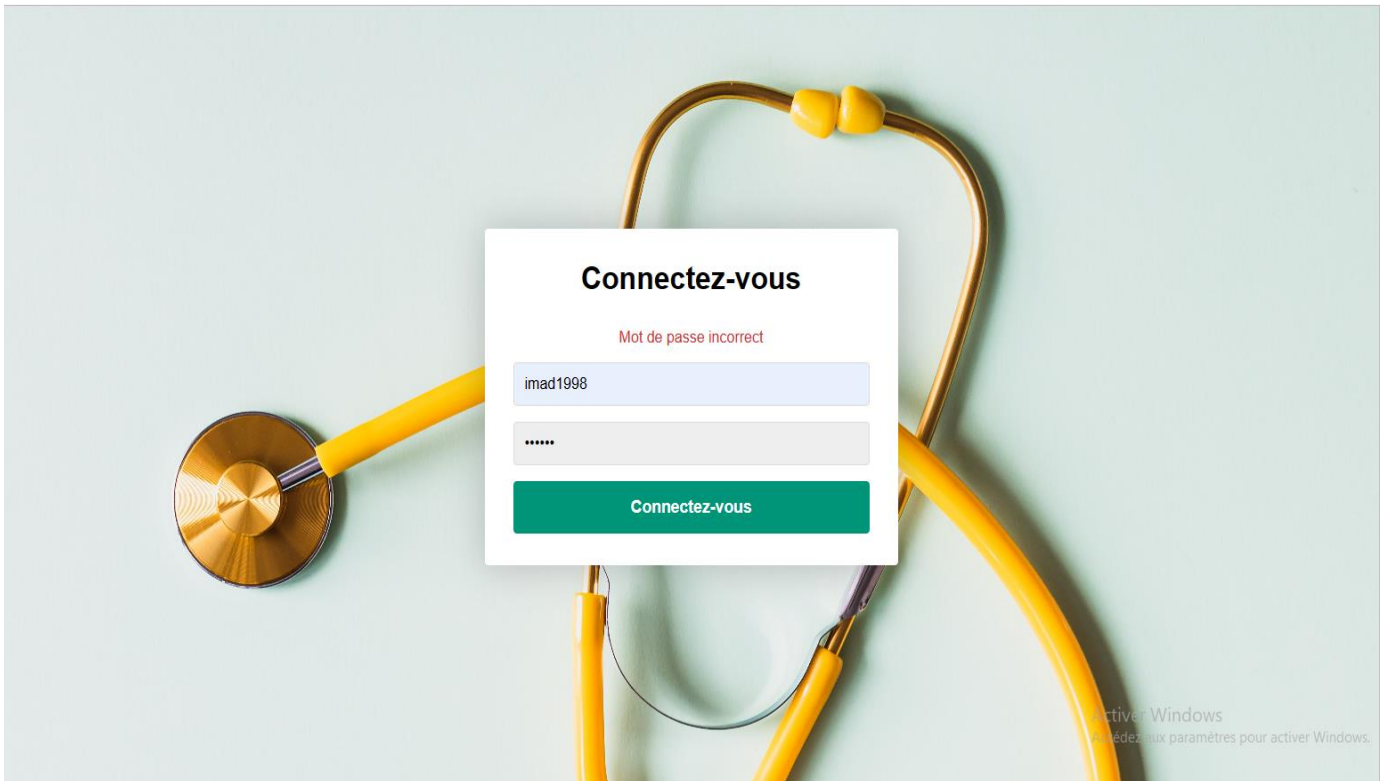 Connectez-vous
Mot de passe incorrect
imad1998
••••••
Connectez-vous
Activer Windows
Accédez aux paramètres pour activer Windows.